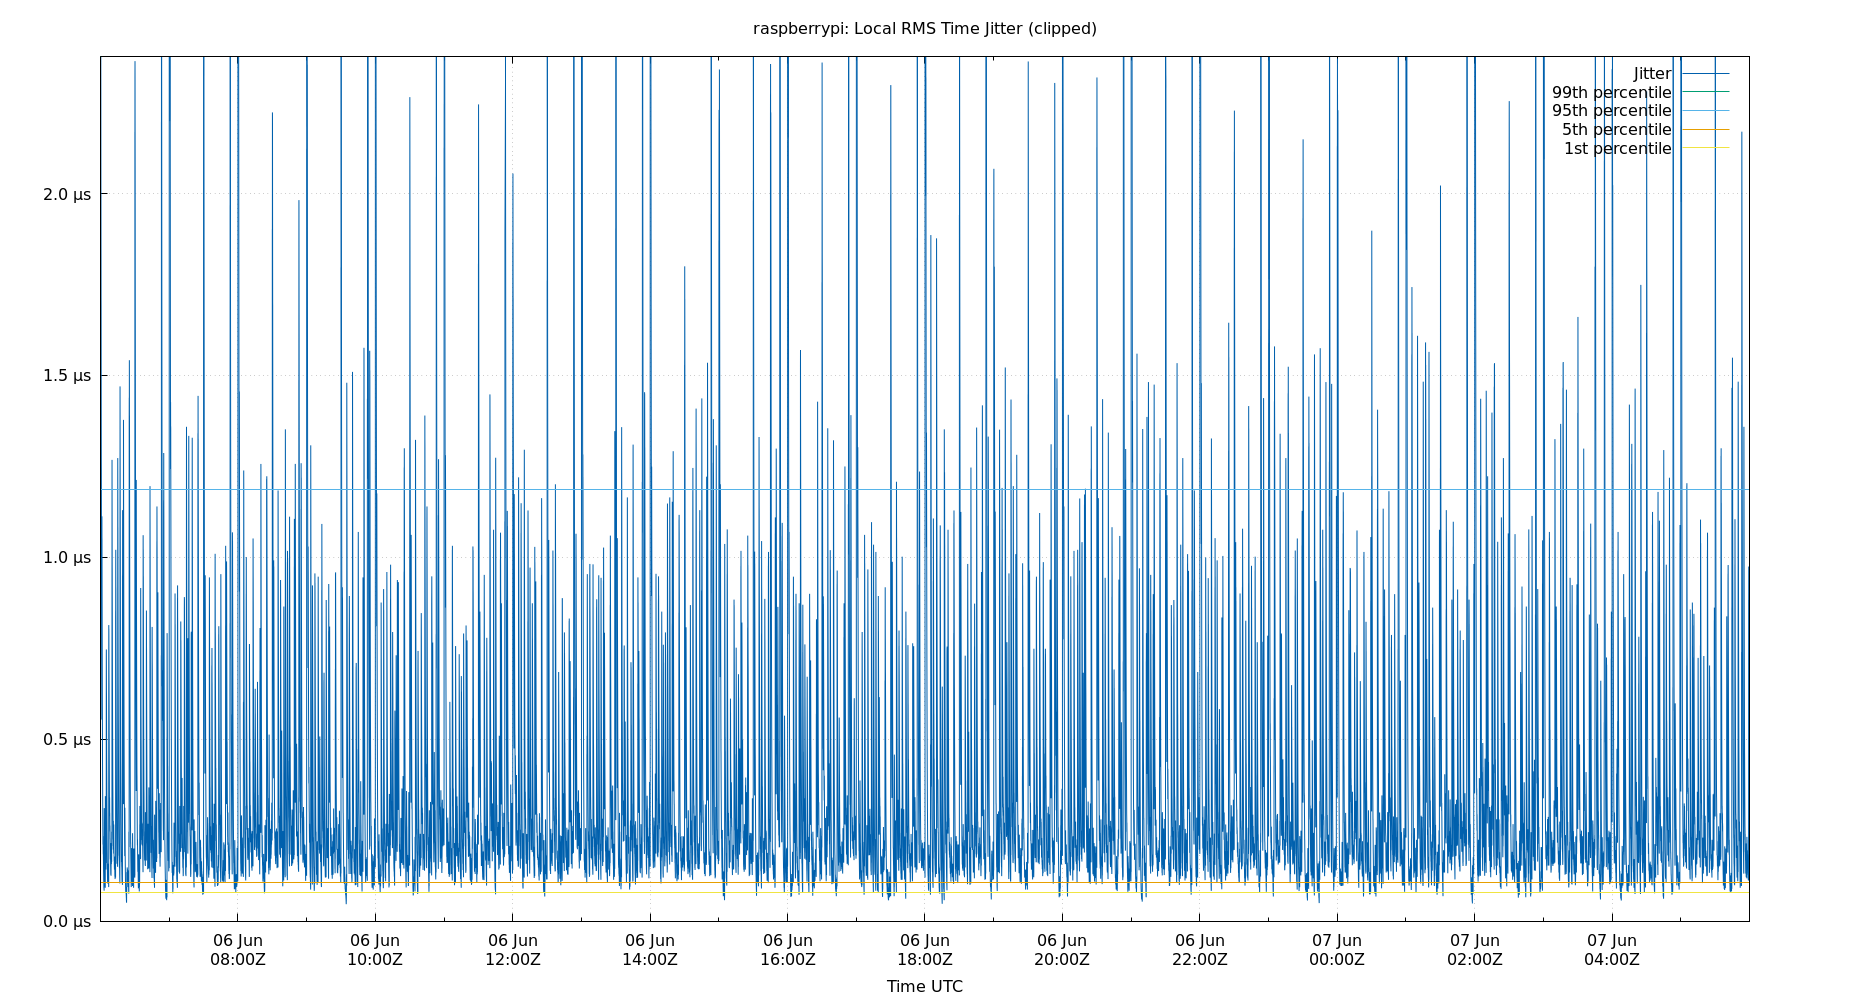 raspberrypi: Local RMS Time Jitter (clipped)
Jitter
99th percentile
95th percentile
5th percentile
1st percentile
2.0 μs
1.5 μs
1.0 μs
0.5 μs
0.0 μs
06 Jun 06 Jun 06 Jun 06 Jun 06 Jun 06 Jun 06 Jun 06 Jun 07 Jun 07 Jun 07 Jun
08:00Z 10:00Z 12:00Z 14:00Z 16:00Z 18:00Z 20:00Z 22:00Z 00:00Z 02:00Z 04:00Z
Time UTC